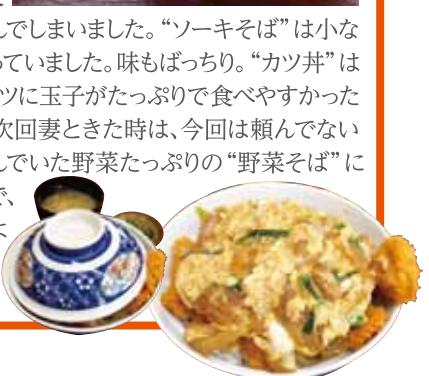 んでしまいました。“ソーキそば”は小な
っていました。味もばっちり。“カツ丼”は
ツに玉子がたっぷりで食べやすかった
次回妻ときた時は、今回は頼んでない
んでいた野菜たっぷりの“野菜そば”に
で、